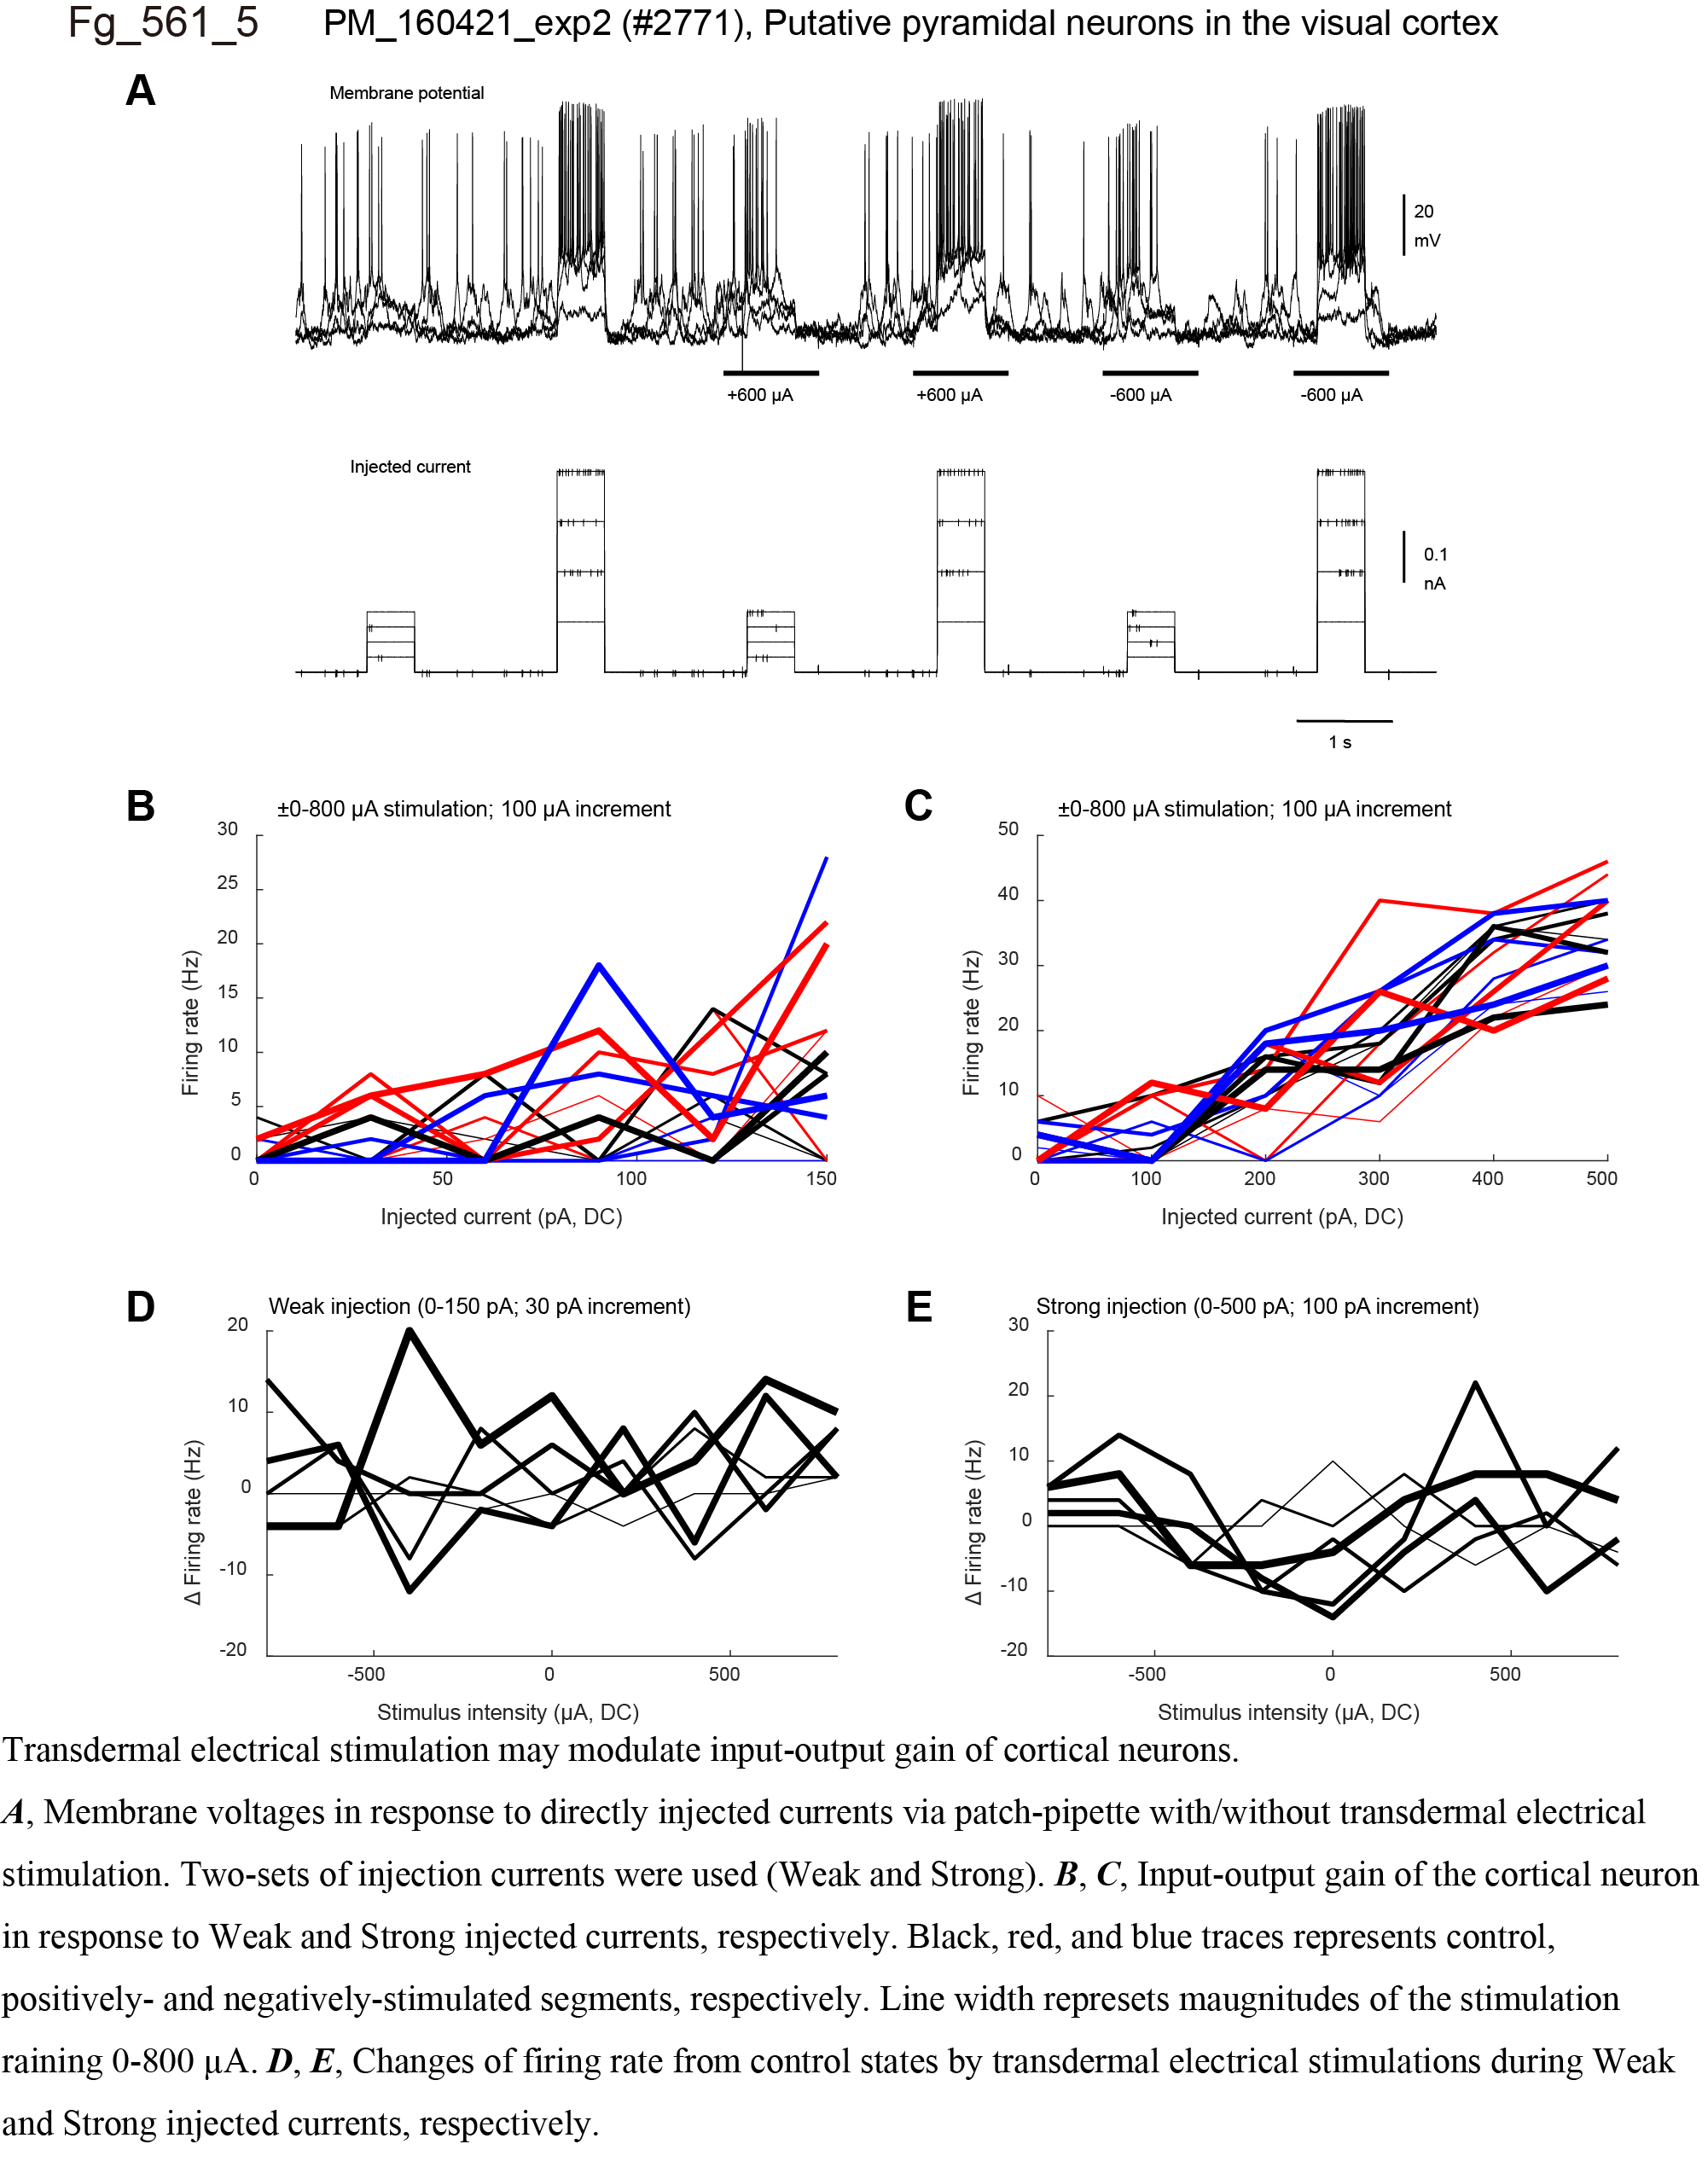 Fg_561_5 PM_160421_exp2 (#2771), Putative pyramidal neurons in the visual cortex
A
Membrane potential
20
mV
+600 µA +600 µA -600 µA -600 µA
Injected current
0.1
nA
1 s
B ±0-800 µA stimulation; 100 µA increment
30
25
20
15
10
5
0
Firing rate (Hz)
0 50 100 150
Injected current (pA, DC)
C ±0-800 µA stimulation; 100 µA increment
50
40
30
20
10
0
Firing rate (Hz)
0 100 200 300 400 500
Injected current (pA, DC)
D Weak injection (0-150 pA; 30 pA increment)
20
10
0
-10
-20
Δ Firing rate (Hz)
-500 0 500
Stimulus intensity (µA, DC)
E Strong injection (0-500 pA; 100 pA increment)
30
20
10
0
-10
-20
Δ Firing rate (Hz)
-500 0 500
Stimulus intensity (µA, DC)
Transdermal electrical stimulation may modulate input-output gain of cortical neurons.
A, Membrane voltages in response to directly injected currents via patch-pipette with/without transdermal electrical
stimulation. Two-sets of injection currents were used (Weak and Strong). B, C, Input-output gain of the cortical neuron
in response to Weak and Strong injected currents, respectively. Black, red, and blue traces represents control,
positively- and negatively-stimulated segments, respectively. Line width represets maugnitudes of the stimulation
raining 0-800 µA. D, E, Changes of firing rate from control states by transdermal electrical stimulations during Weak
and Strong injected currents, respectively.